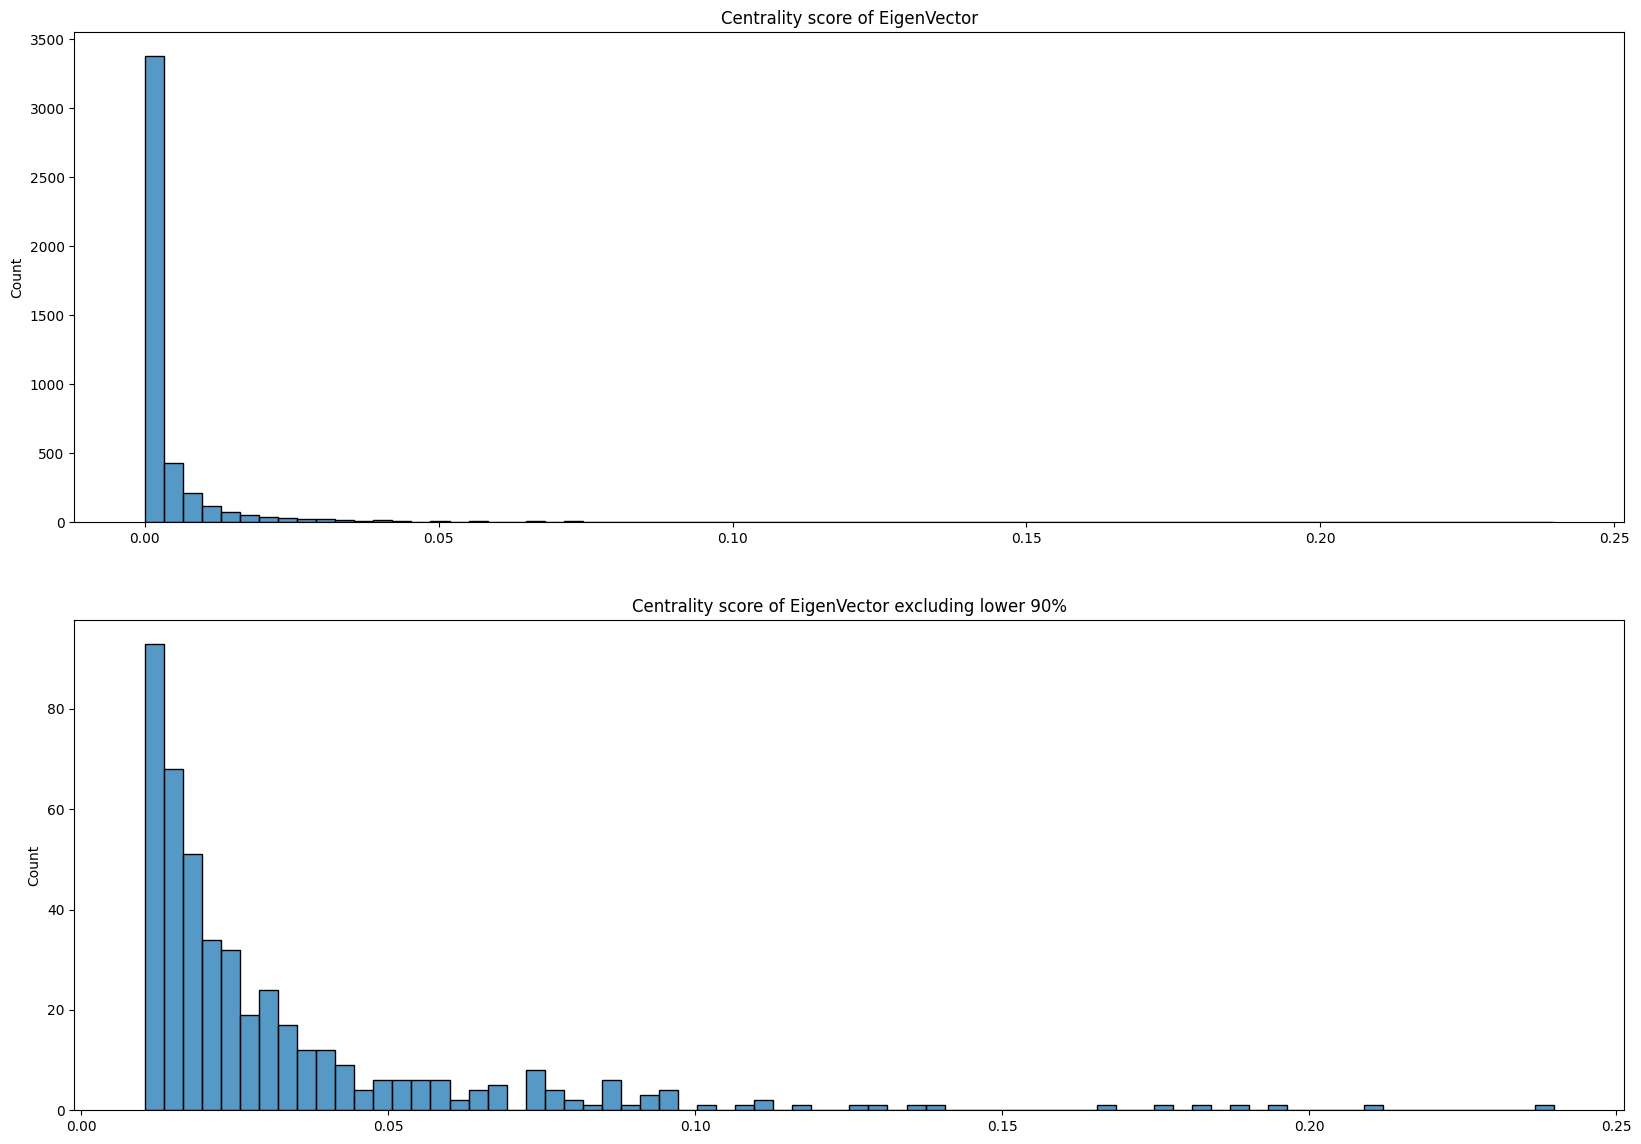 Centrality score of EigenVector
3500
3000
2500
2000
1500
1000
500
0
Count
0.00 0.05 0.10 0.15 0.20 0.25
Centrality score of EigenVector excluding lower 90%
80
60
40
20
0
Count
0.00 0.05 0.10 0.15 0.20 0.25